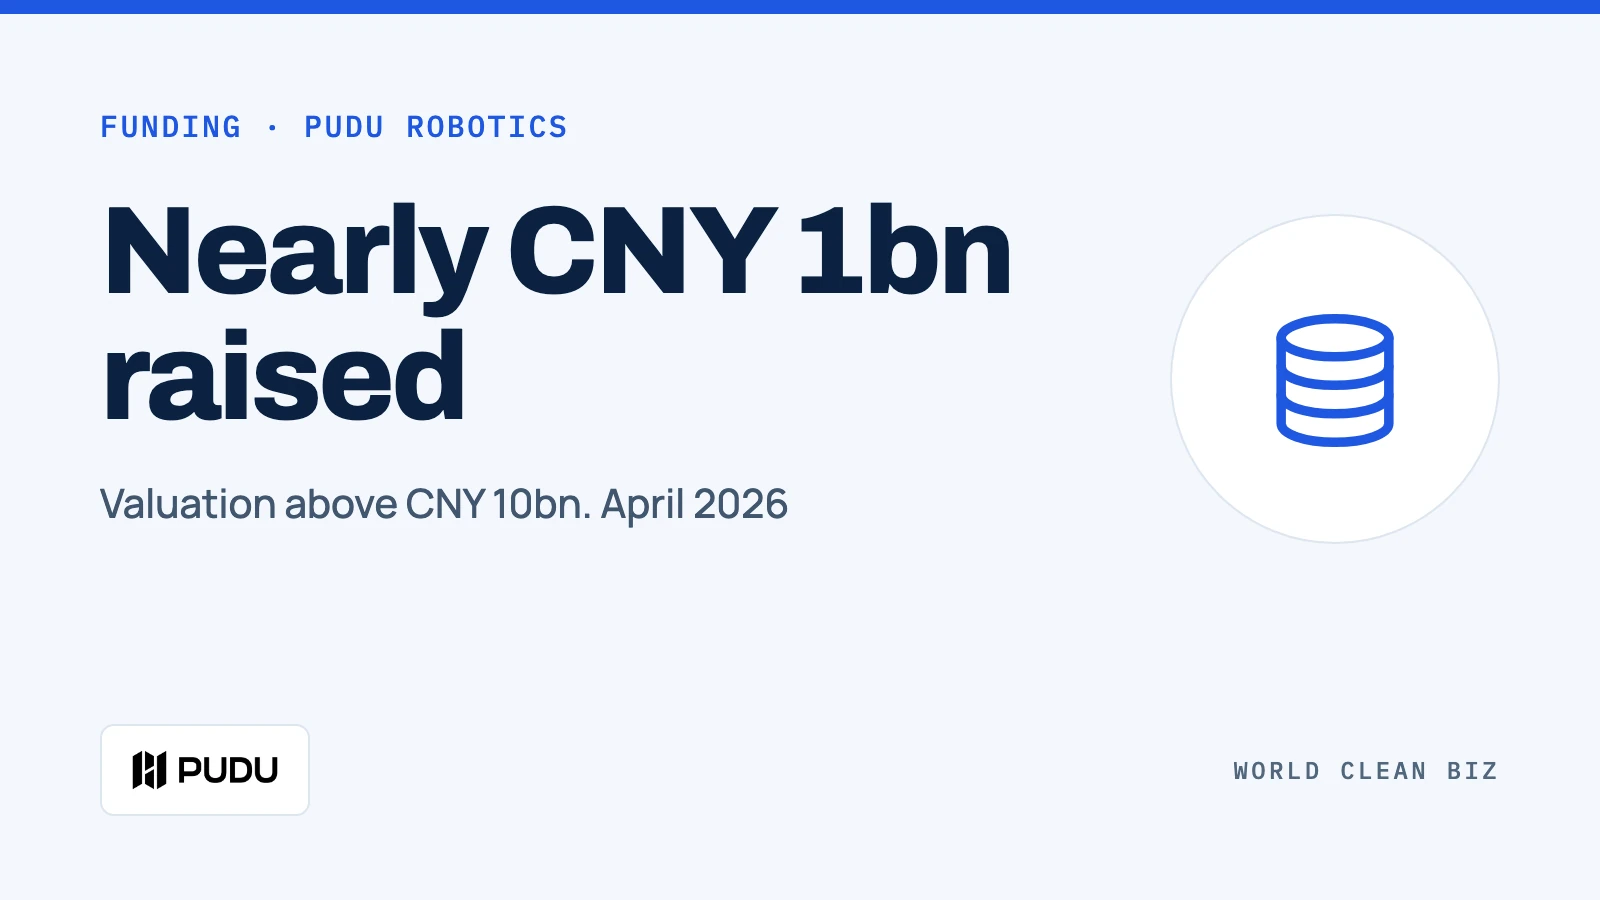 FUNDING · PUDU ROBOTICS
Nearly CNY 1bn
raised
Valuation above CNY 10bn. April 2026
PUDU
WORLD CLEAN BIZ